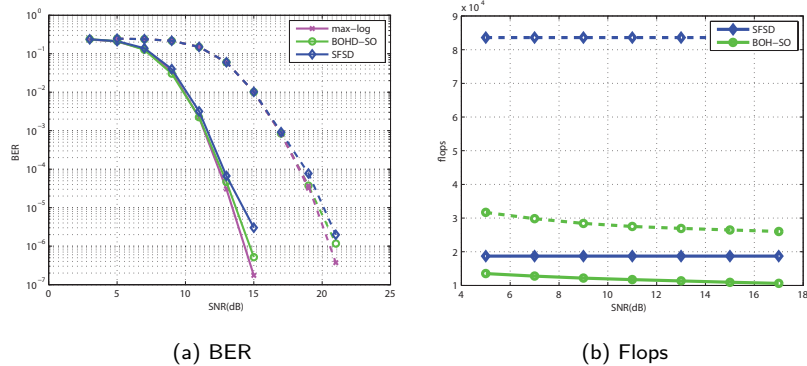 max-log
BOHD-SO
SFSD
10^0
10^-1
10^-2
10^-3
10^-4
10^-5
10^-6
10^-7
BER
0 5 10 15 20 25
SNR(dB)
(a) BER
9 x 10^4
SFSD
BOH-SO
8
7
6
5
4
3
2
1
flops
4 6 8 10 12 14 16 18
SNR(dB)
(b) Flops